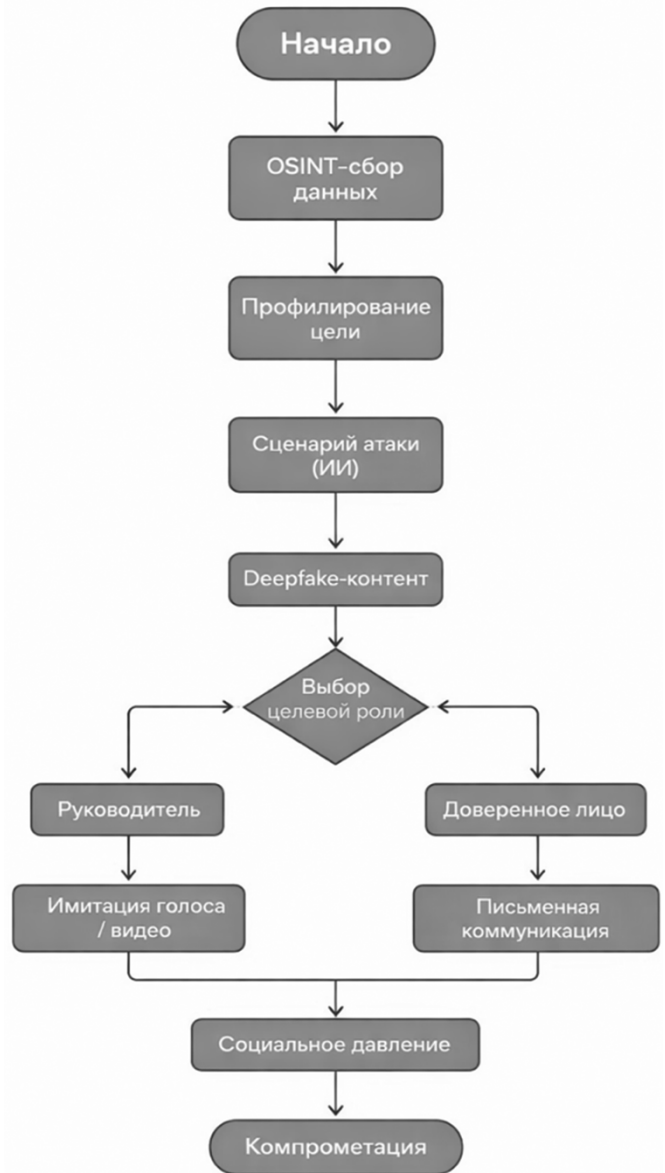 Начало
OSINT–сбор
данных
Профилирование
цели
Сценарий атаки
(ИИ)
Deepfake-контент
Выбор
целевой роли
Руководитель
Доверенное лицо
Имитация голоса
/ видео
Письменная
коммуникация
Социальное давление
Компрометация